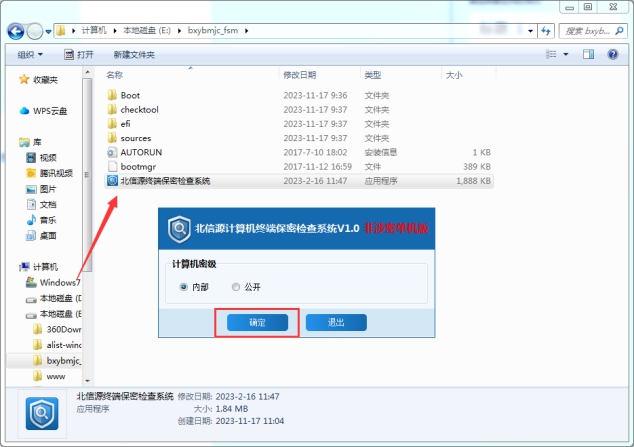 计算机 本地磁盘 (E:) bxybmjc_fsm 搜索 bxyb...
组织 打开 新建文件夹
收藏夹
WPS云盘
库
视频
腾讯视频
图片
文档
音乐
桌面
计算机
Windows7
本地磁盘 (D
本地磁盘 (E
360Down
alist-wind
bxybmjc_
www
名称 修改日期 类型 大小
Boot 2023-11-17 9:36 文件夹
checktool 2023-11-17 9:37 文件夹
efi 2023-11-17 9:37 文件夹
sources 2023-11-17 9:37 文件夹
AUTORUN 2017-7-10 18:02 安装信息 1 KB
bootmgr 2017-11-12 16:59 文件 389 KB
北信源终端保密检查系统 2023-2-16 11:47 应用程序 1,888 KB
北信源计算机终端保密检查系统V1.0 非涉密单机版
计算机密级
内部 公开
确定 退出
北信源终端保密检查系统 修改日期: 2023-2-16 11:47
应用程序 大小: 1.84 MB
创建日期: 2023-11-17 11:04